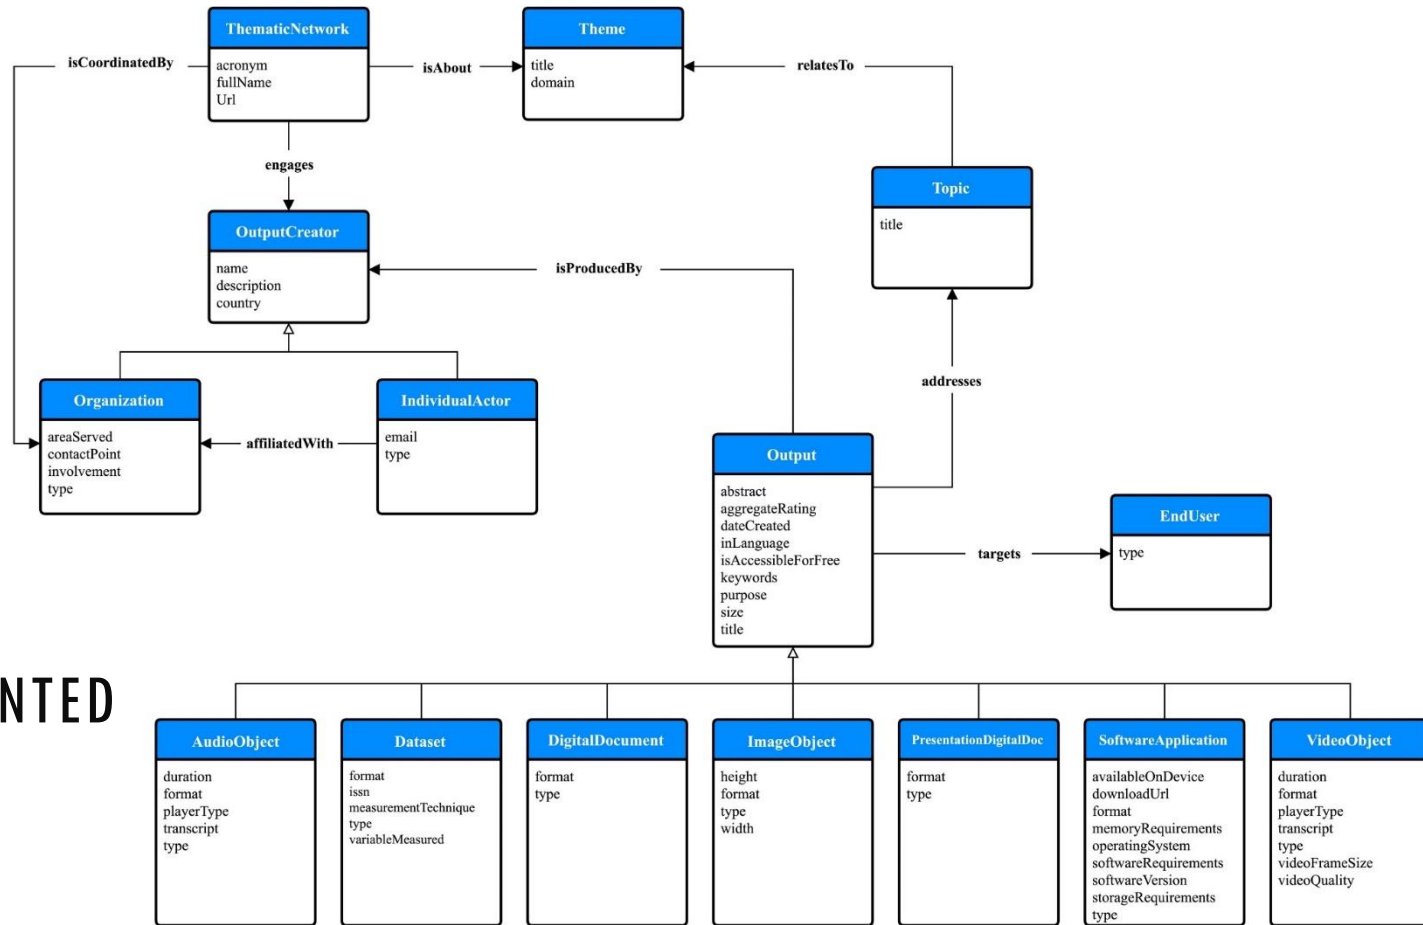 ThematicNetwork
acronym
fullName
Url
Theme
title
domain
isCoordinatedBy
isAbout
relatesTo
engages
Topic
title
OutputCreator
name
description
country
isProducedBy
addresses
Organization
areaServed
contactPoint
involvement
type
IndividualActor
email
type
affiliatedWith
Output
abstract
aggregateRating
dateCreated
inLanguage
isAccessibleForFree
keywords
purpose
size
title
EndUser
type
targets
NTED
AudioObject
duration
format
playerType
transcript
type
Dataset
format
issn
measurementTechnique
type
variableMeasured
DigitalDocument
format
type
ImageObject
height
format
type
width
PresentationDigitalDoc
format
type
SoftwareApplication
availableOnDevice
downloadUrl
format
memoryRequirements
operatingSystem
softwareRequirements
softwareVersion
storageRequirements
type
VideoObject
duration
format
playerType
transcript
type
videoFrameSize
videoQuality